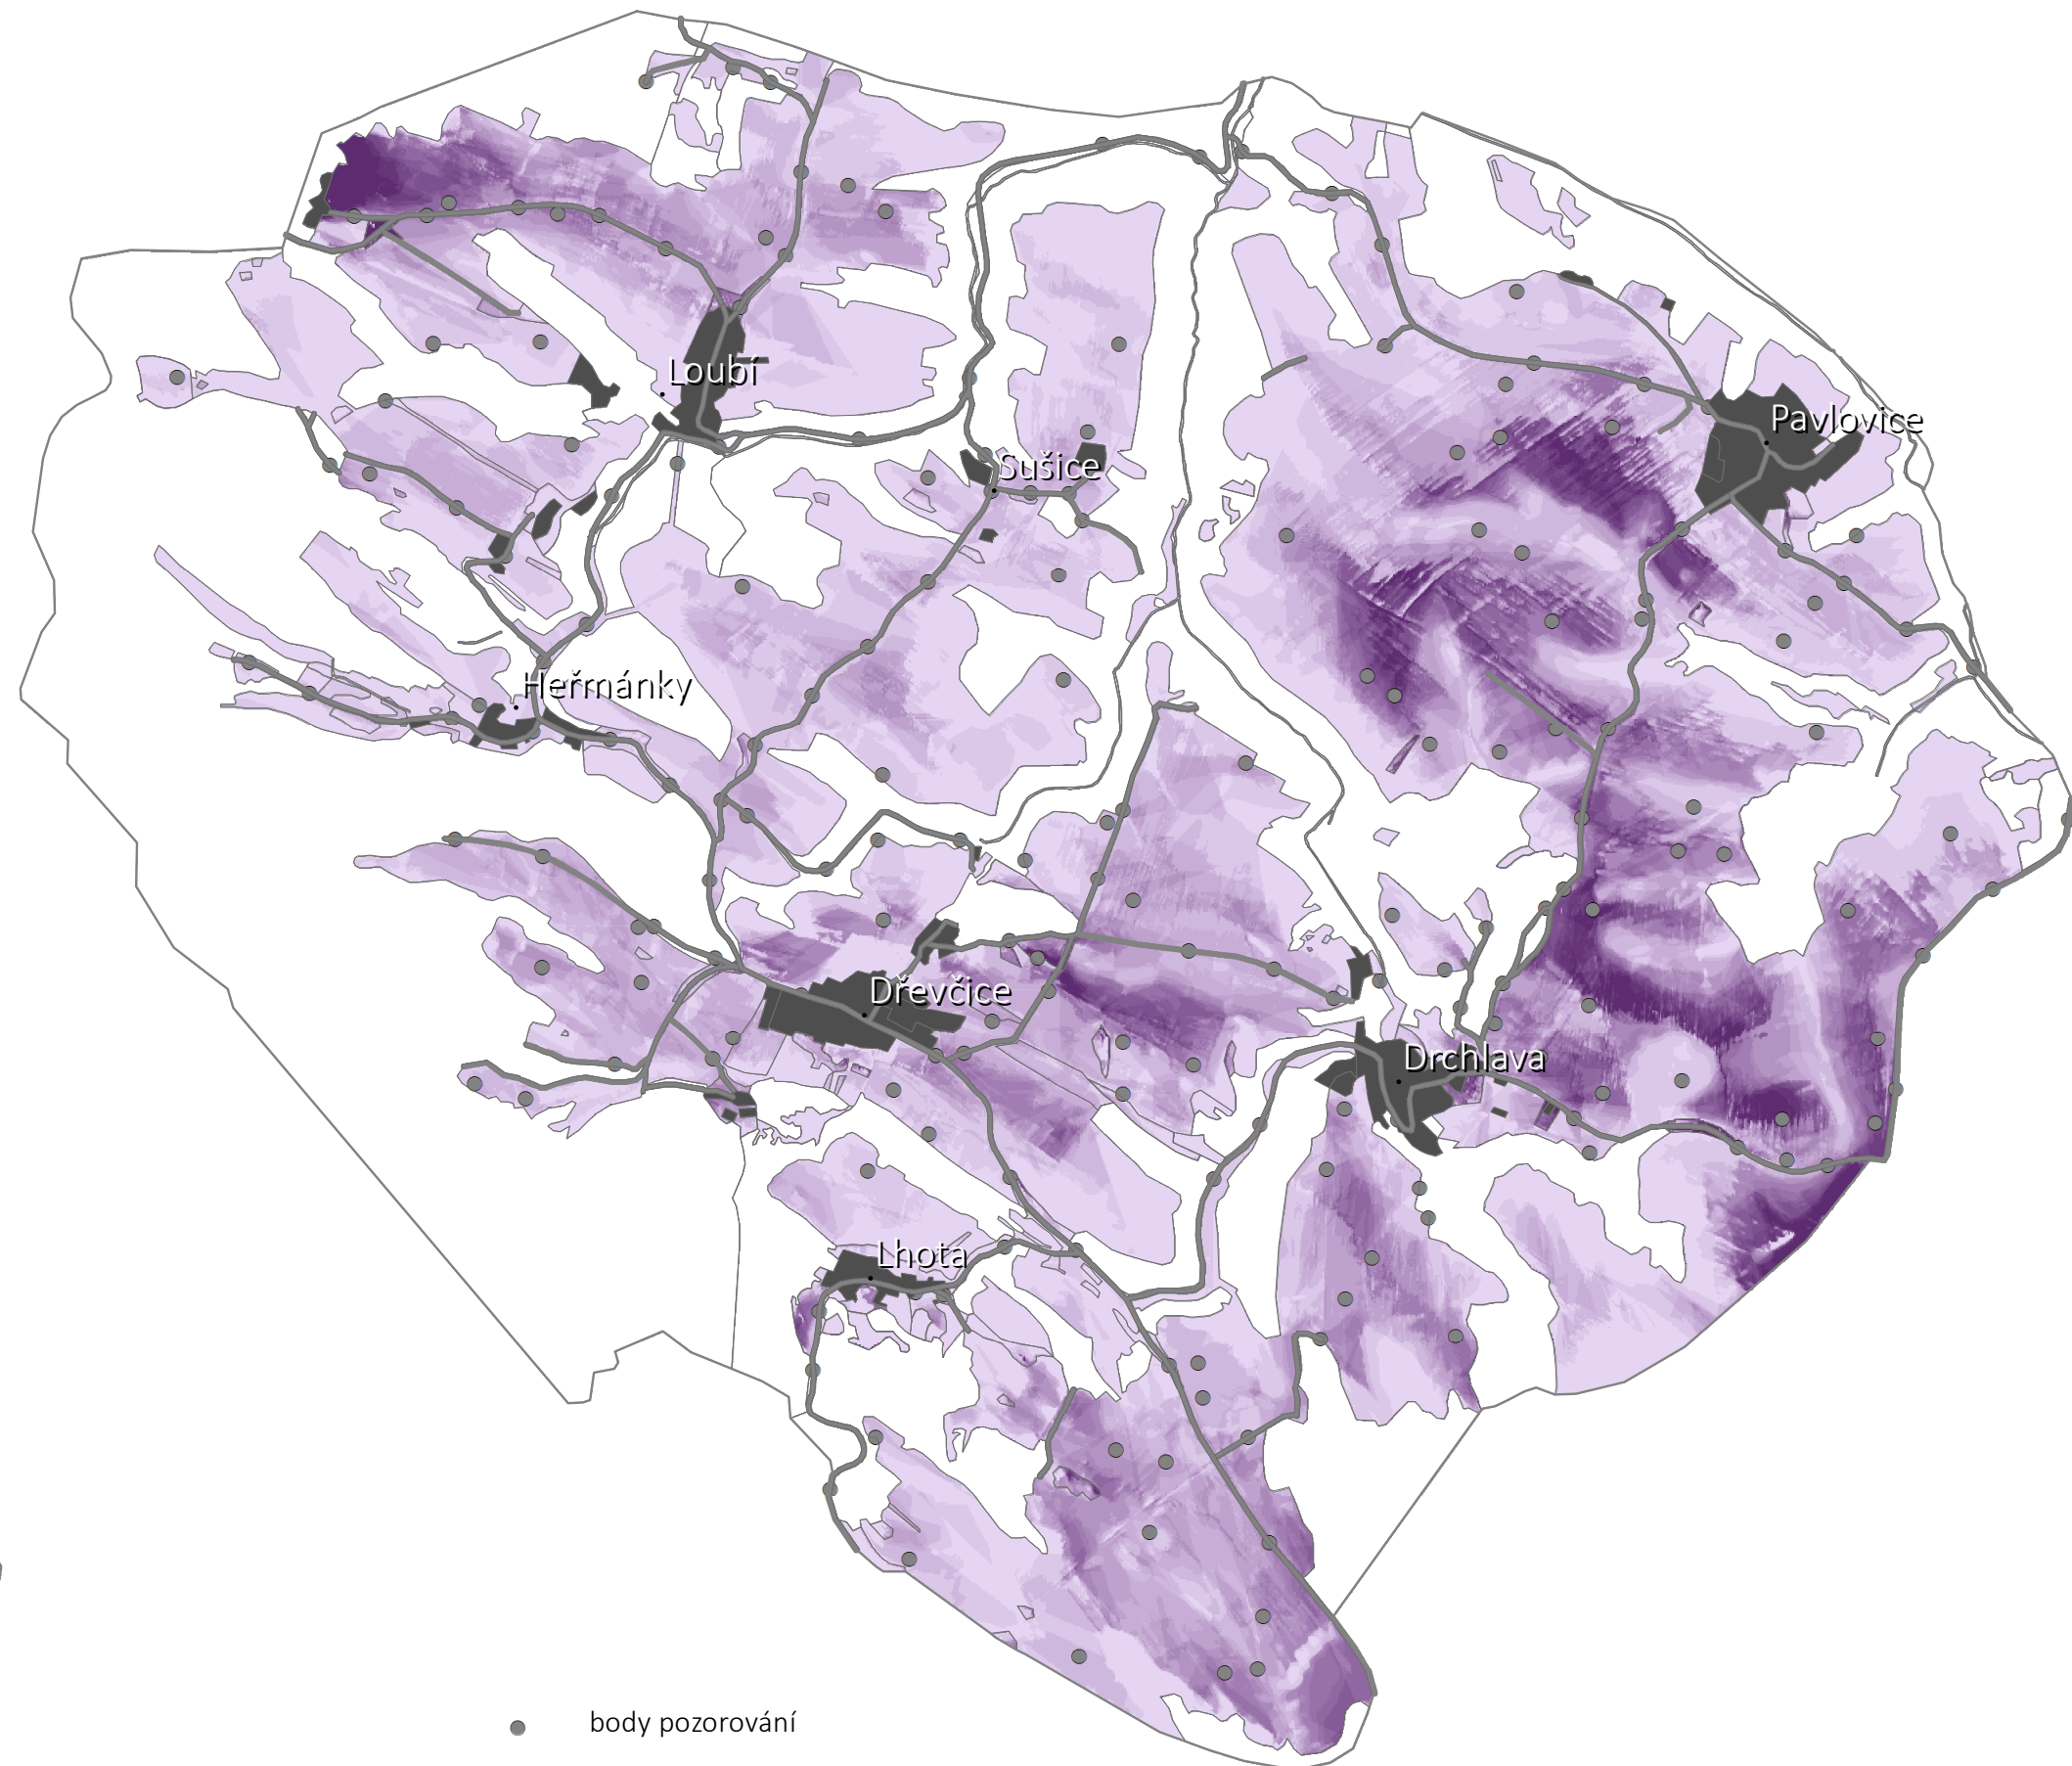 Loubí
Pavlovice
Sušice
Heřmánky
Dřevčice
Drchlava
Lhota
body pozorování